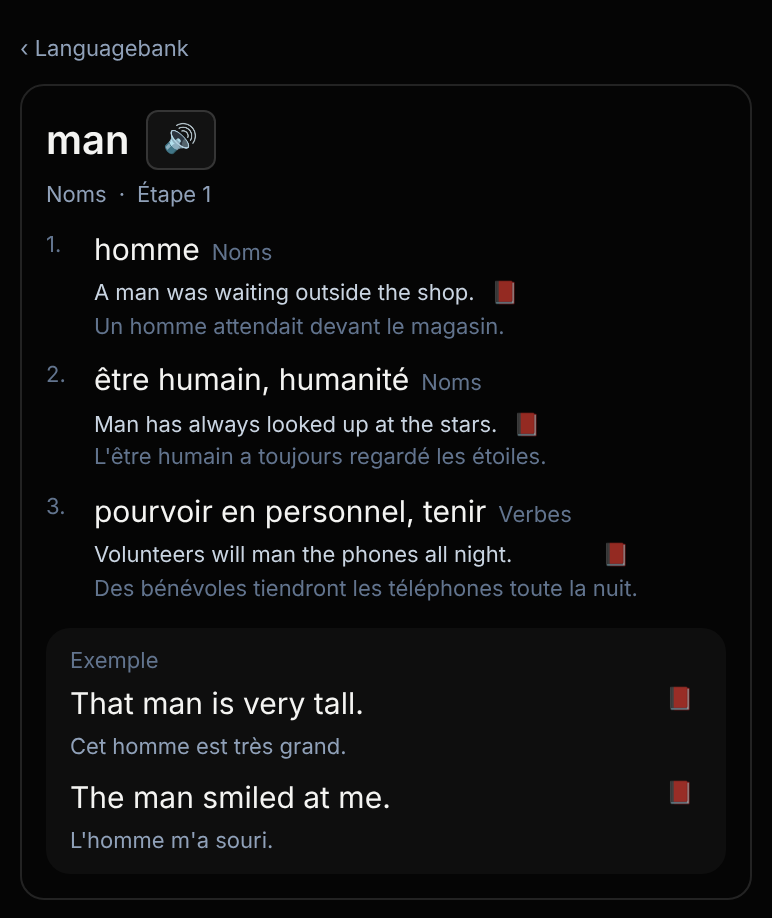 ‹ Languagebank
man
Noms · Étape 1
1. homme Noms
A man was waiting outside the shop.
Un homme attendait devant le magasin.
2. être humain, humanité Noms
Man has always looked up at the stars.
L'être humain a toujours regardé les étoiles.
3. pourvoir en personnel, tenir Verbes
Volunteers will man the phones all night.
Des bénévoles tiendront les téléphones toute la nuit.
Exemple
That man is very tall.
Cet homme est très grand.
The man smiled at me.
L'homme m'a souri.